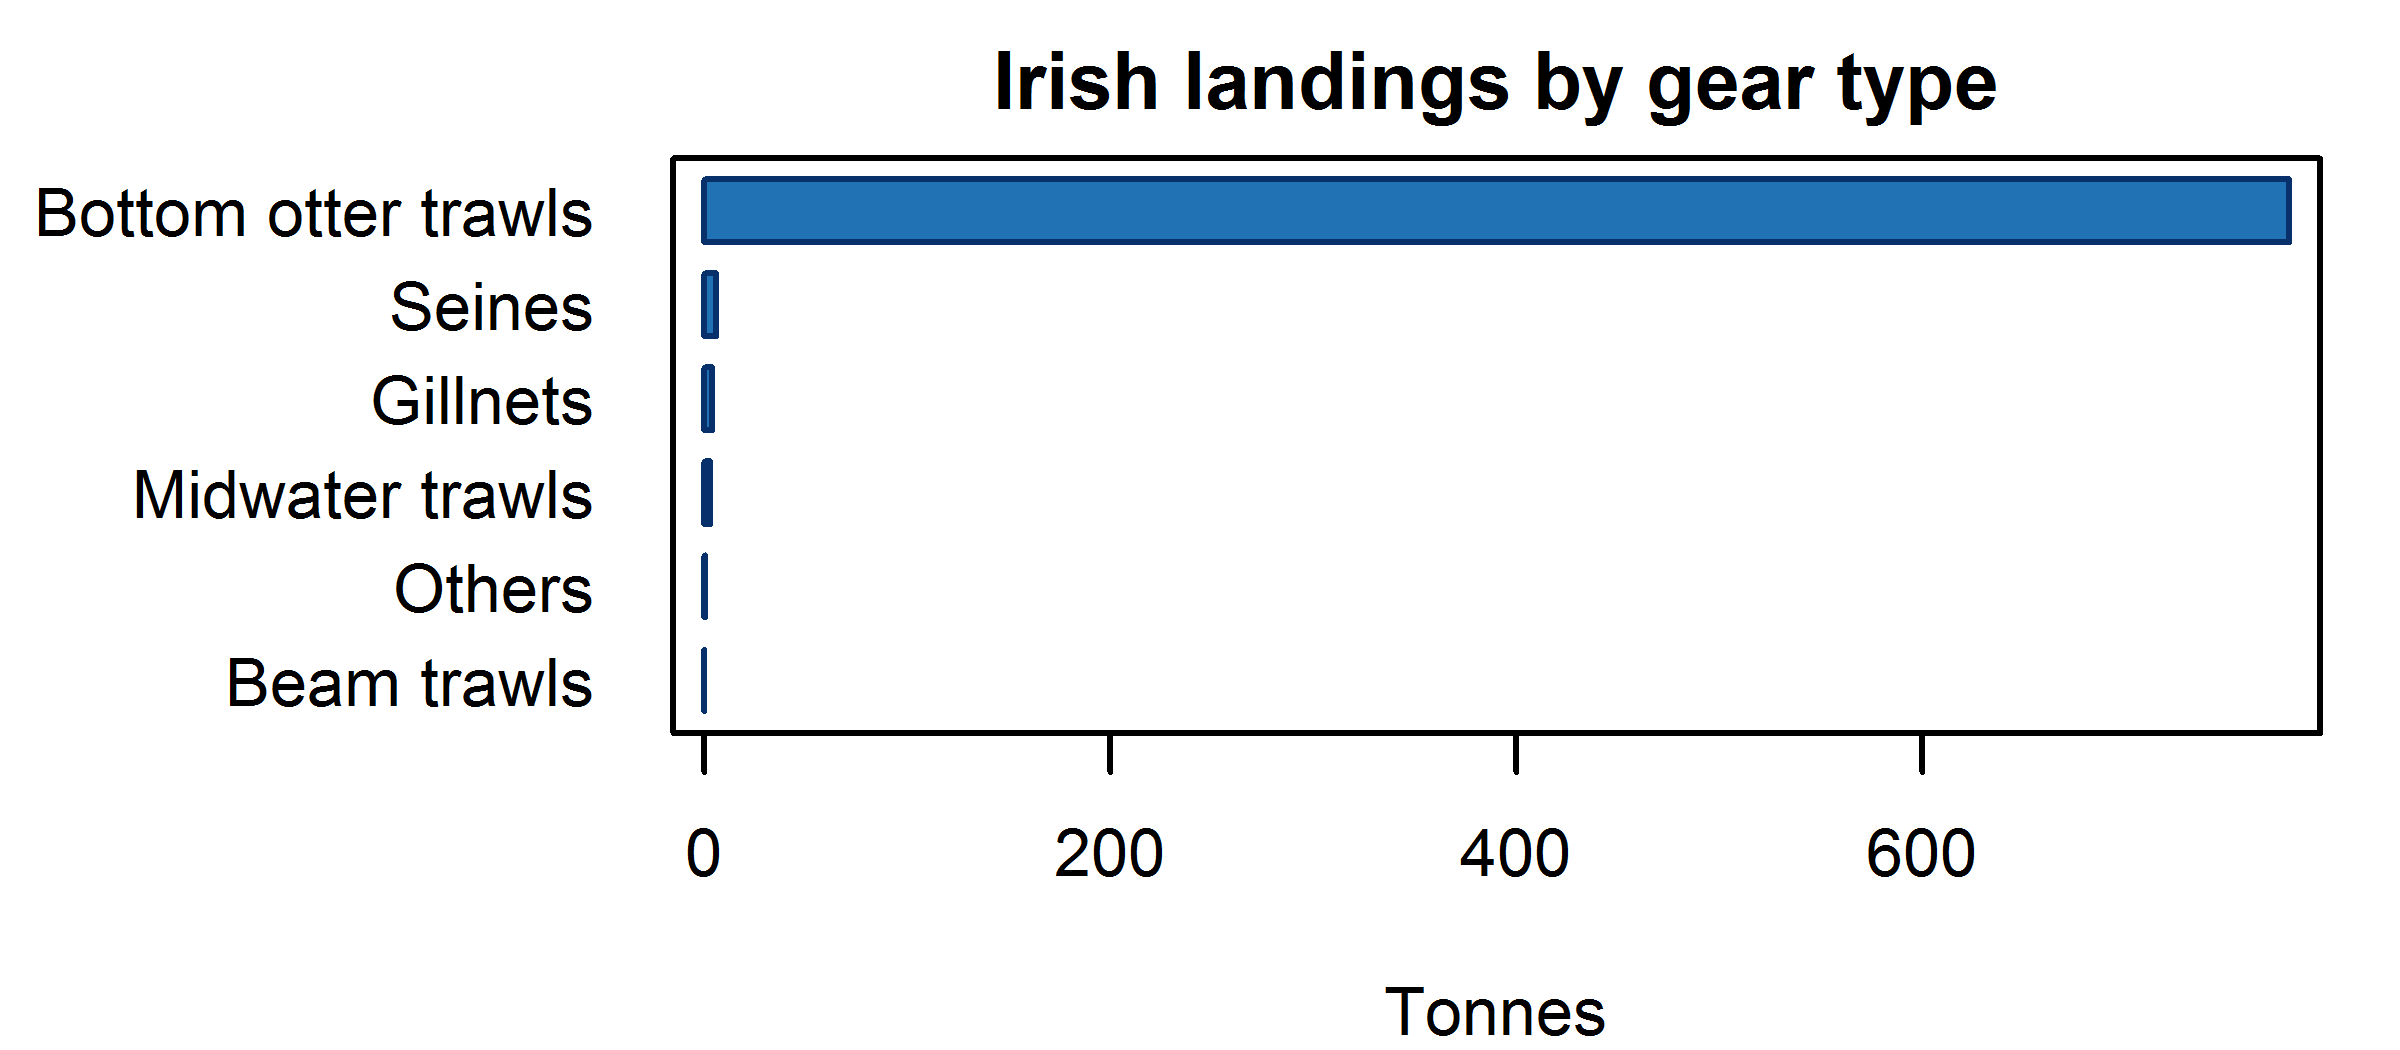 Irish landings by gear type
Bottom otter trawls
Seines
Gillnets
Midwater trawls
Others
Beam trawls
0 200 400 600
Tonnes